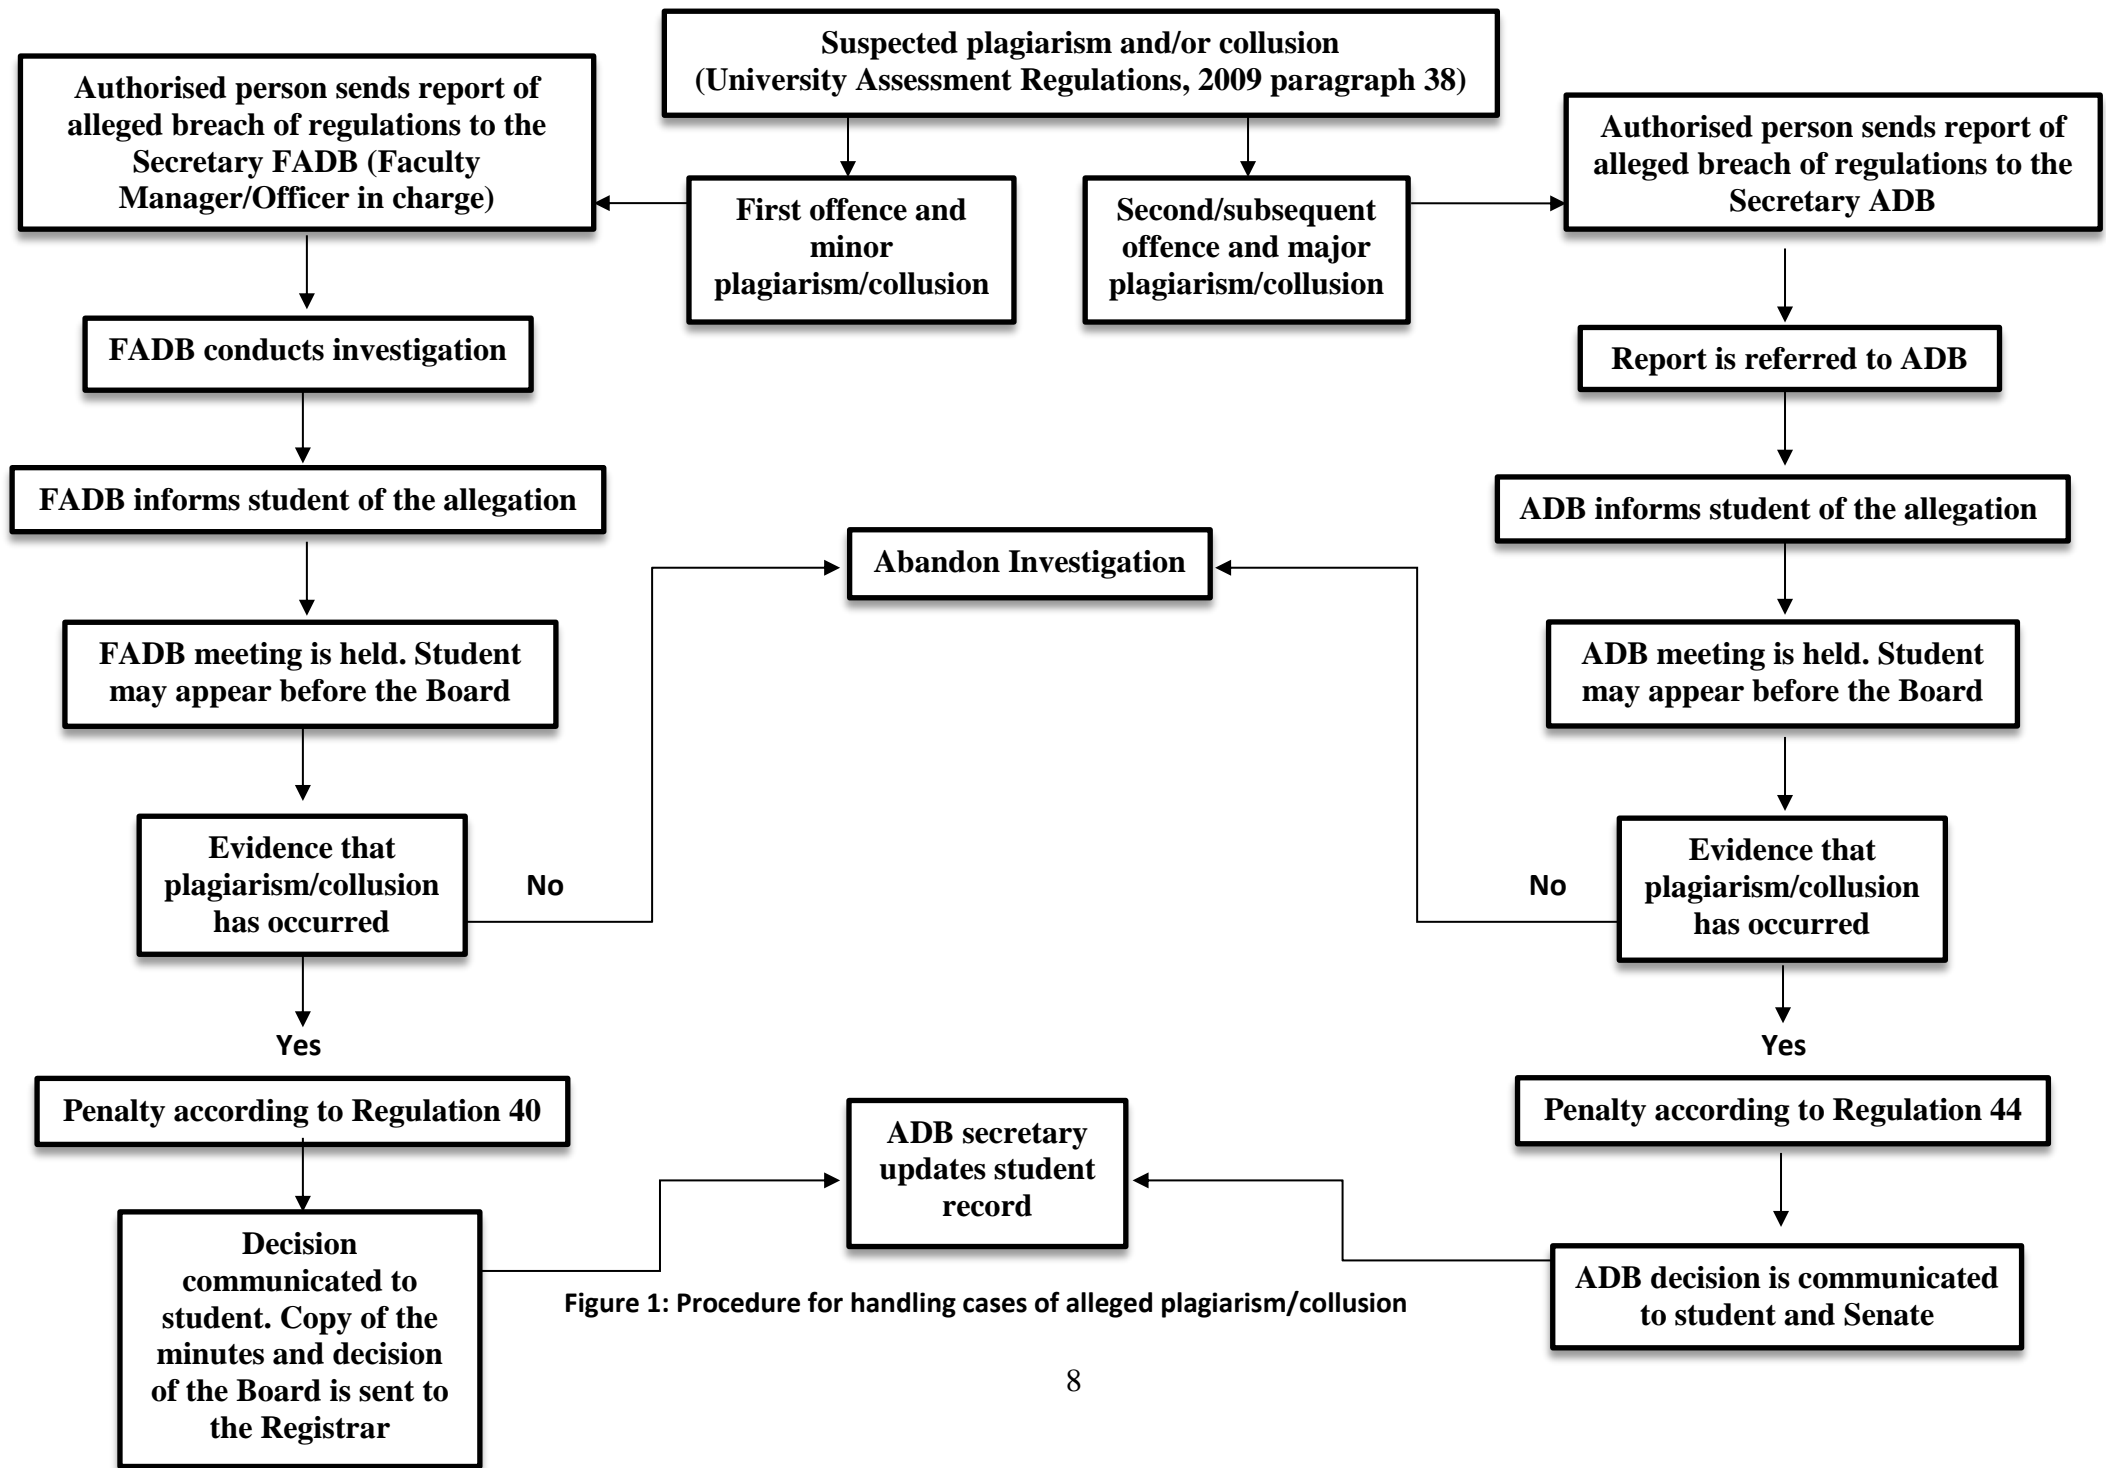 Suspected plagiarism and/or collusion
(University Assessment Regulations, 2009 paragraph 38)
Authorised person sends report of
alleged breach of regulations to the
Secretary FADB (Faculty
Manager/Officer in charge)
First offence and
minor
plagiarism/collusion
Second/subsequent
offence and major
plagiarism/collusion
Authorised person sends report of
alleged breach of regulations to the
Secretary ADB
FADB conducts investigation
Report is referred to ADB
FADB informs student of the allegation
ADB informs student of the allegation
Abandon Investigation
FADB meeting is held. Student
may appear before the Board
ADB meeting is held. Student
may appear before the Board
Evidence that
plagiarism/collusion
has occurred
No
No
Evidence that
plagiarism/collusion
has occurred
Yes
Yes
Penalty according to Regulation 40
Penalty according to Regulation 44
ADB secretary
updates student
record
Decision
communicated to
student. Copy of the
minutes and decision
of the Board is sent to
the Registrar
ADB decision is communicated
to student and Senate
Figure 1: Procedure for handling cases of alleged plagiarism/collusion
8